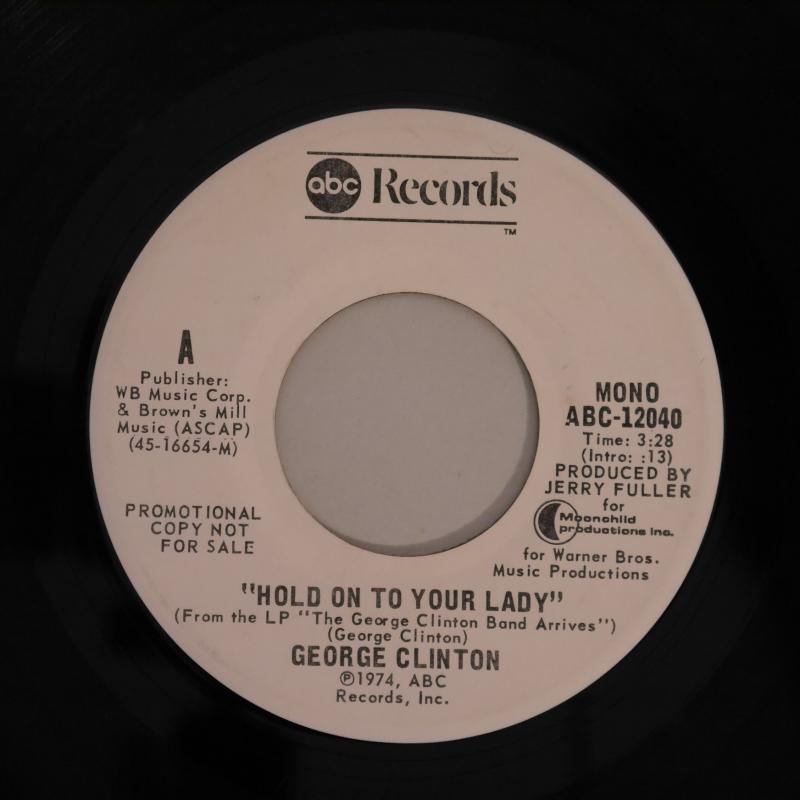 abc Records
TM
A
Publisher:
WB Music Corp.
& Brown's Mill
Music (ASCAP)
(45-16654-M)
PROMOTIONAL
COPY NOT
FOR SALE
MONO
ABC-12040
Time: 3:28
(Intro: :13)
PRODUCED BY
JERRY FULLER
for
Moonchild
productions Inc.
for Warner Bros.
Music Productions
"HOLD ON TO YOUR LADY"
(From the LP "The George Clinton Band Arrives")
(George Clinton)
GEORGE CLINTON
℗1974, ABC
Records, Inc.